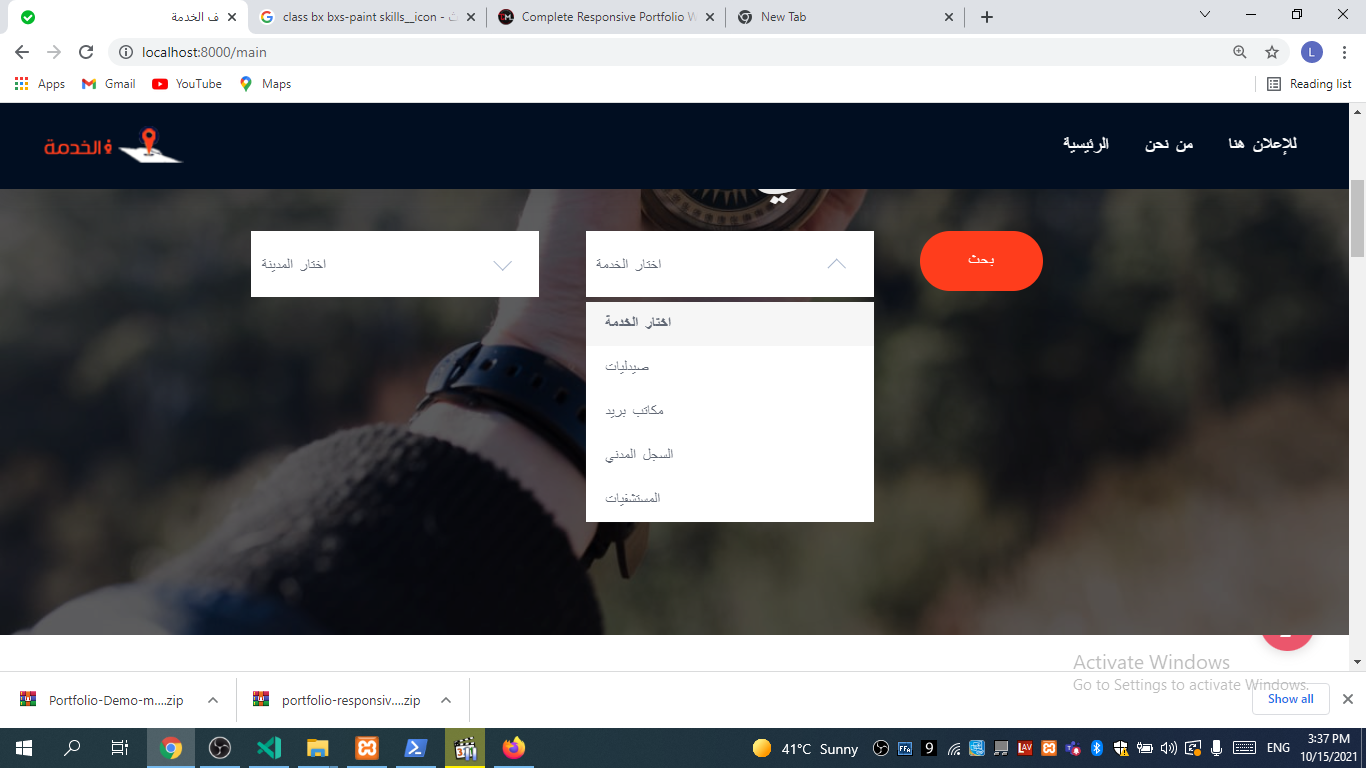 ف الخدمة
class bx bxs-paint skills__icon - ث
Complete Responsive Portfolio W
New Tab
localhost:8000/main
L
Apps
Gmail
YouTube
Maps
Reading list
ف الخدمة
الرئيسية
من نحن
للإعلان هنا
اختار المدينة
اختار الخدمة
بحث
اختار الخدمة
صيدليات
مكاتب بريد
السجل المدني
المستشفيات
Activate Windows
Go to Settings to activate Windows.
Portfolio-Demo-m....zip
portfolio-responsiv....zip
Show all
41°C Sunny
ENG
3:37 PM
10/15/2021